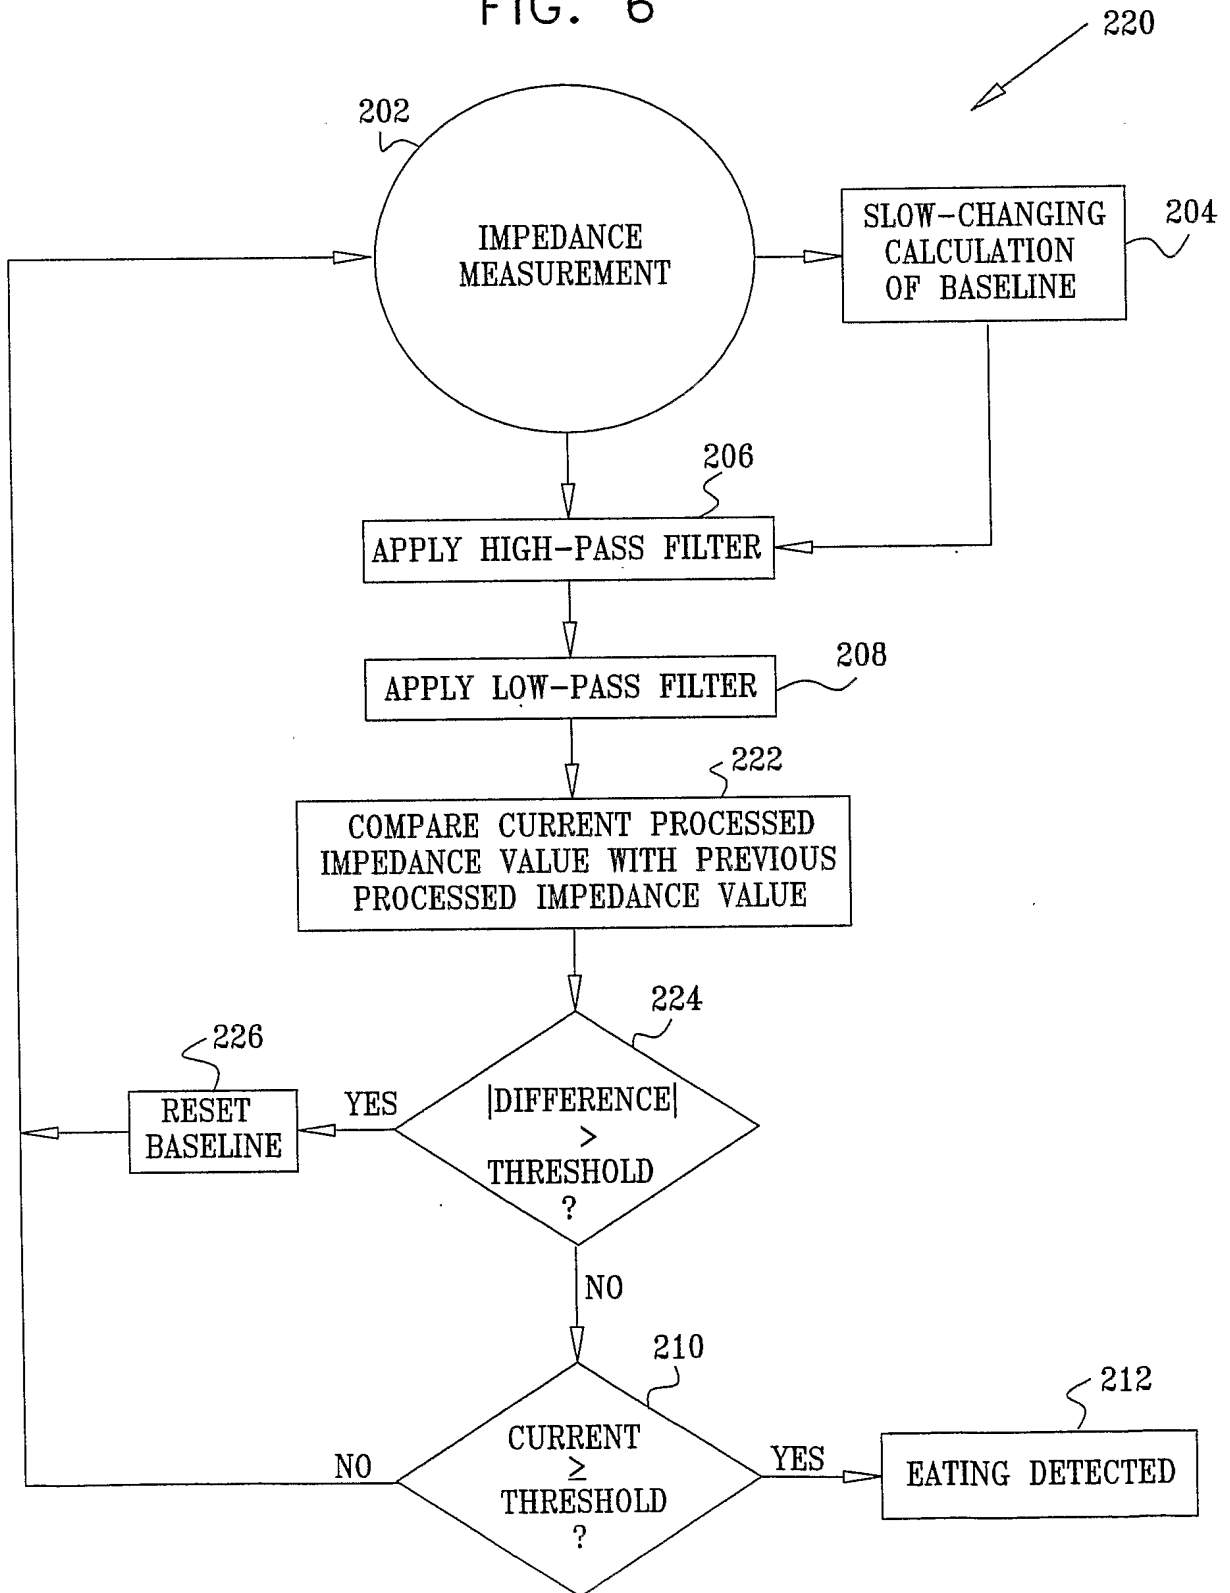 FIG. 6
220
202
IMPEDANCE
MEASUREMENT
SLOW-CHANGING
CALCULATION
OF BASELINE
204
206
APPLY HIGH-PASS FILTER
APPLY LOW-PASS FILTER
208
222
COMPARE CURRENT PROCESSED
IMPEDANCE VALUE WITH PREVIOUS
PROCESSED IMPEDANCE VALUE
224
|DIFFERENCE|
>
THRESHOLD
?
YES
226
RESET
BASELINE
NO
210
CURRENT
≥
THRESHOLD
?
NO
YES
212
EATING DETECTED